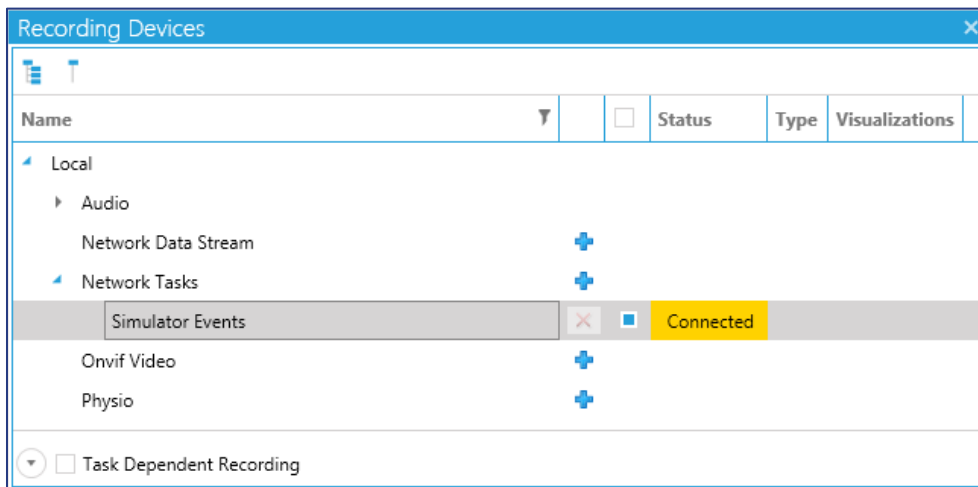 Recording Devices
Name Status Type Visualizations
Local
Audio
Network Data Stream
Network Tasks
Simulator Events Connected
Onvif Video
Physio
Task Dependent Recording